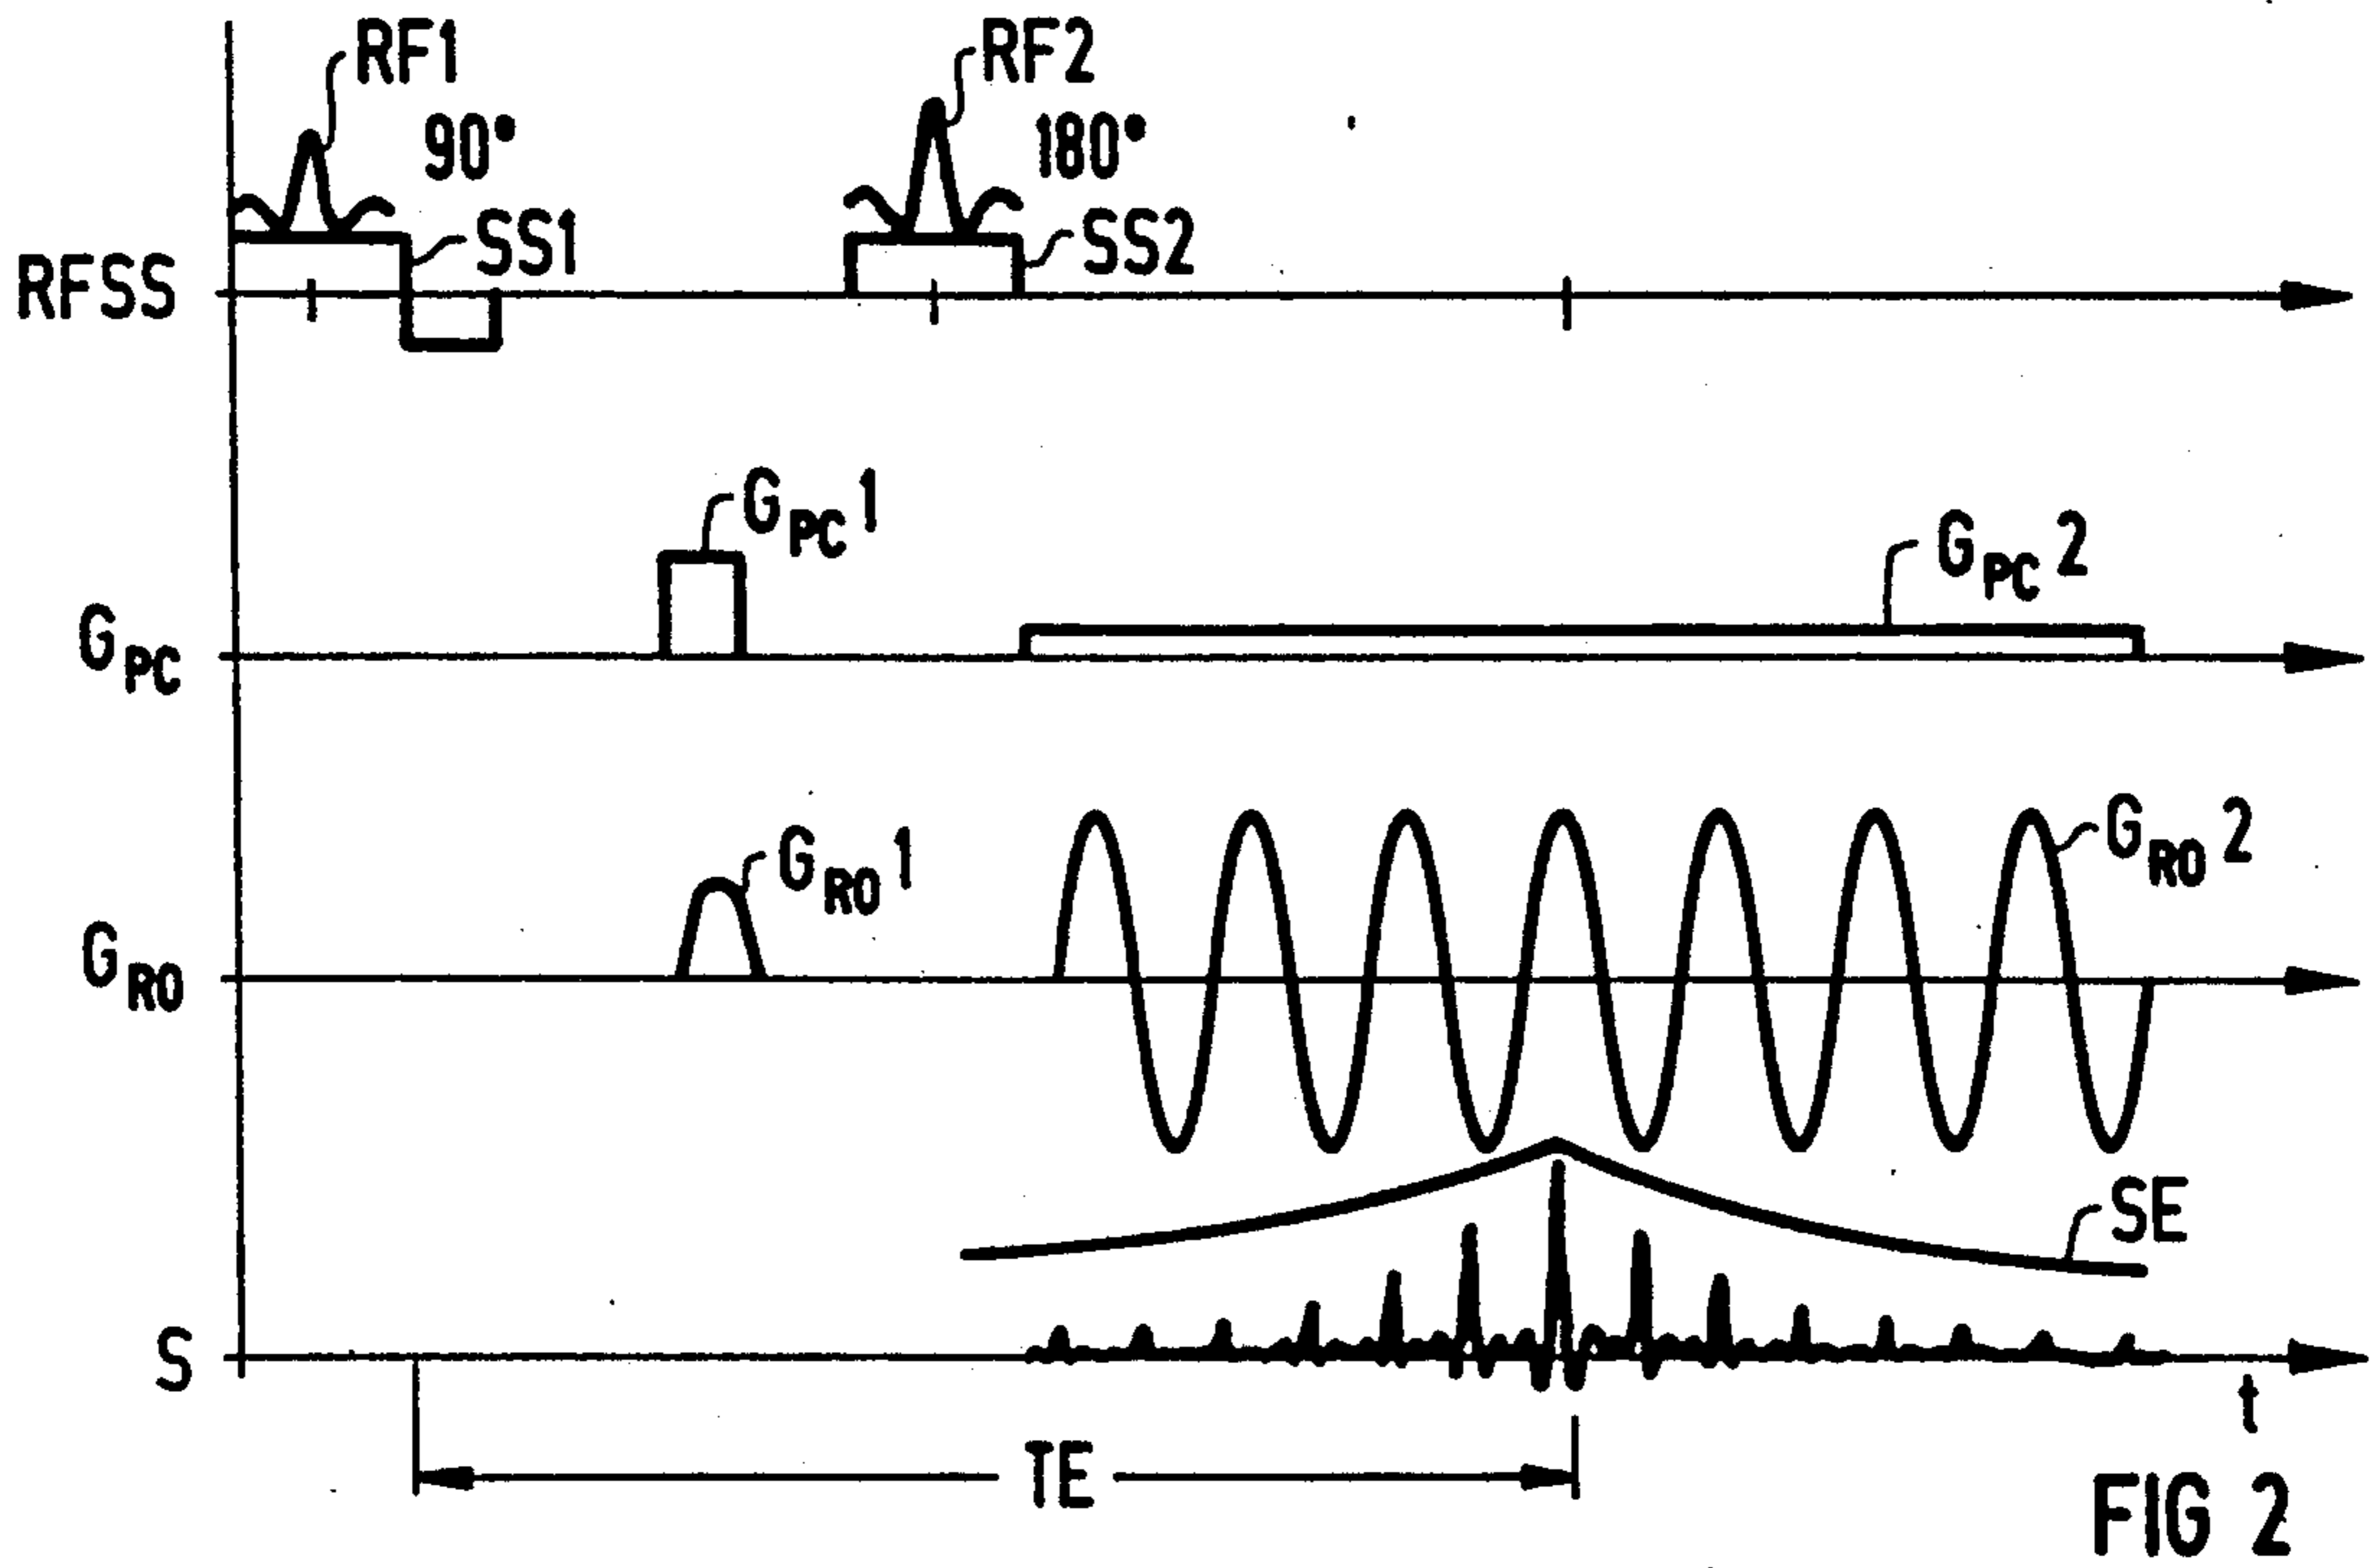 RF1
90°
SS1
RF2
180°
SS2
RFSS
G_PC 1
G_PC 2
G_PC
G_RO 1
G_RO 2
G_RO
SE
S
t
TE
FIG 2